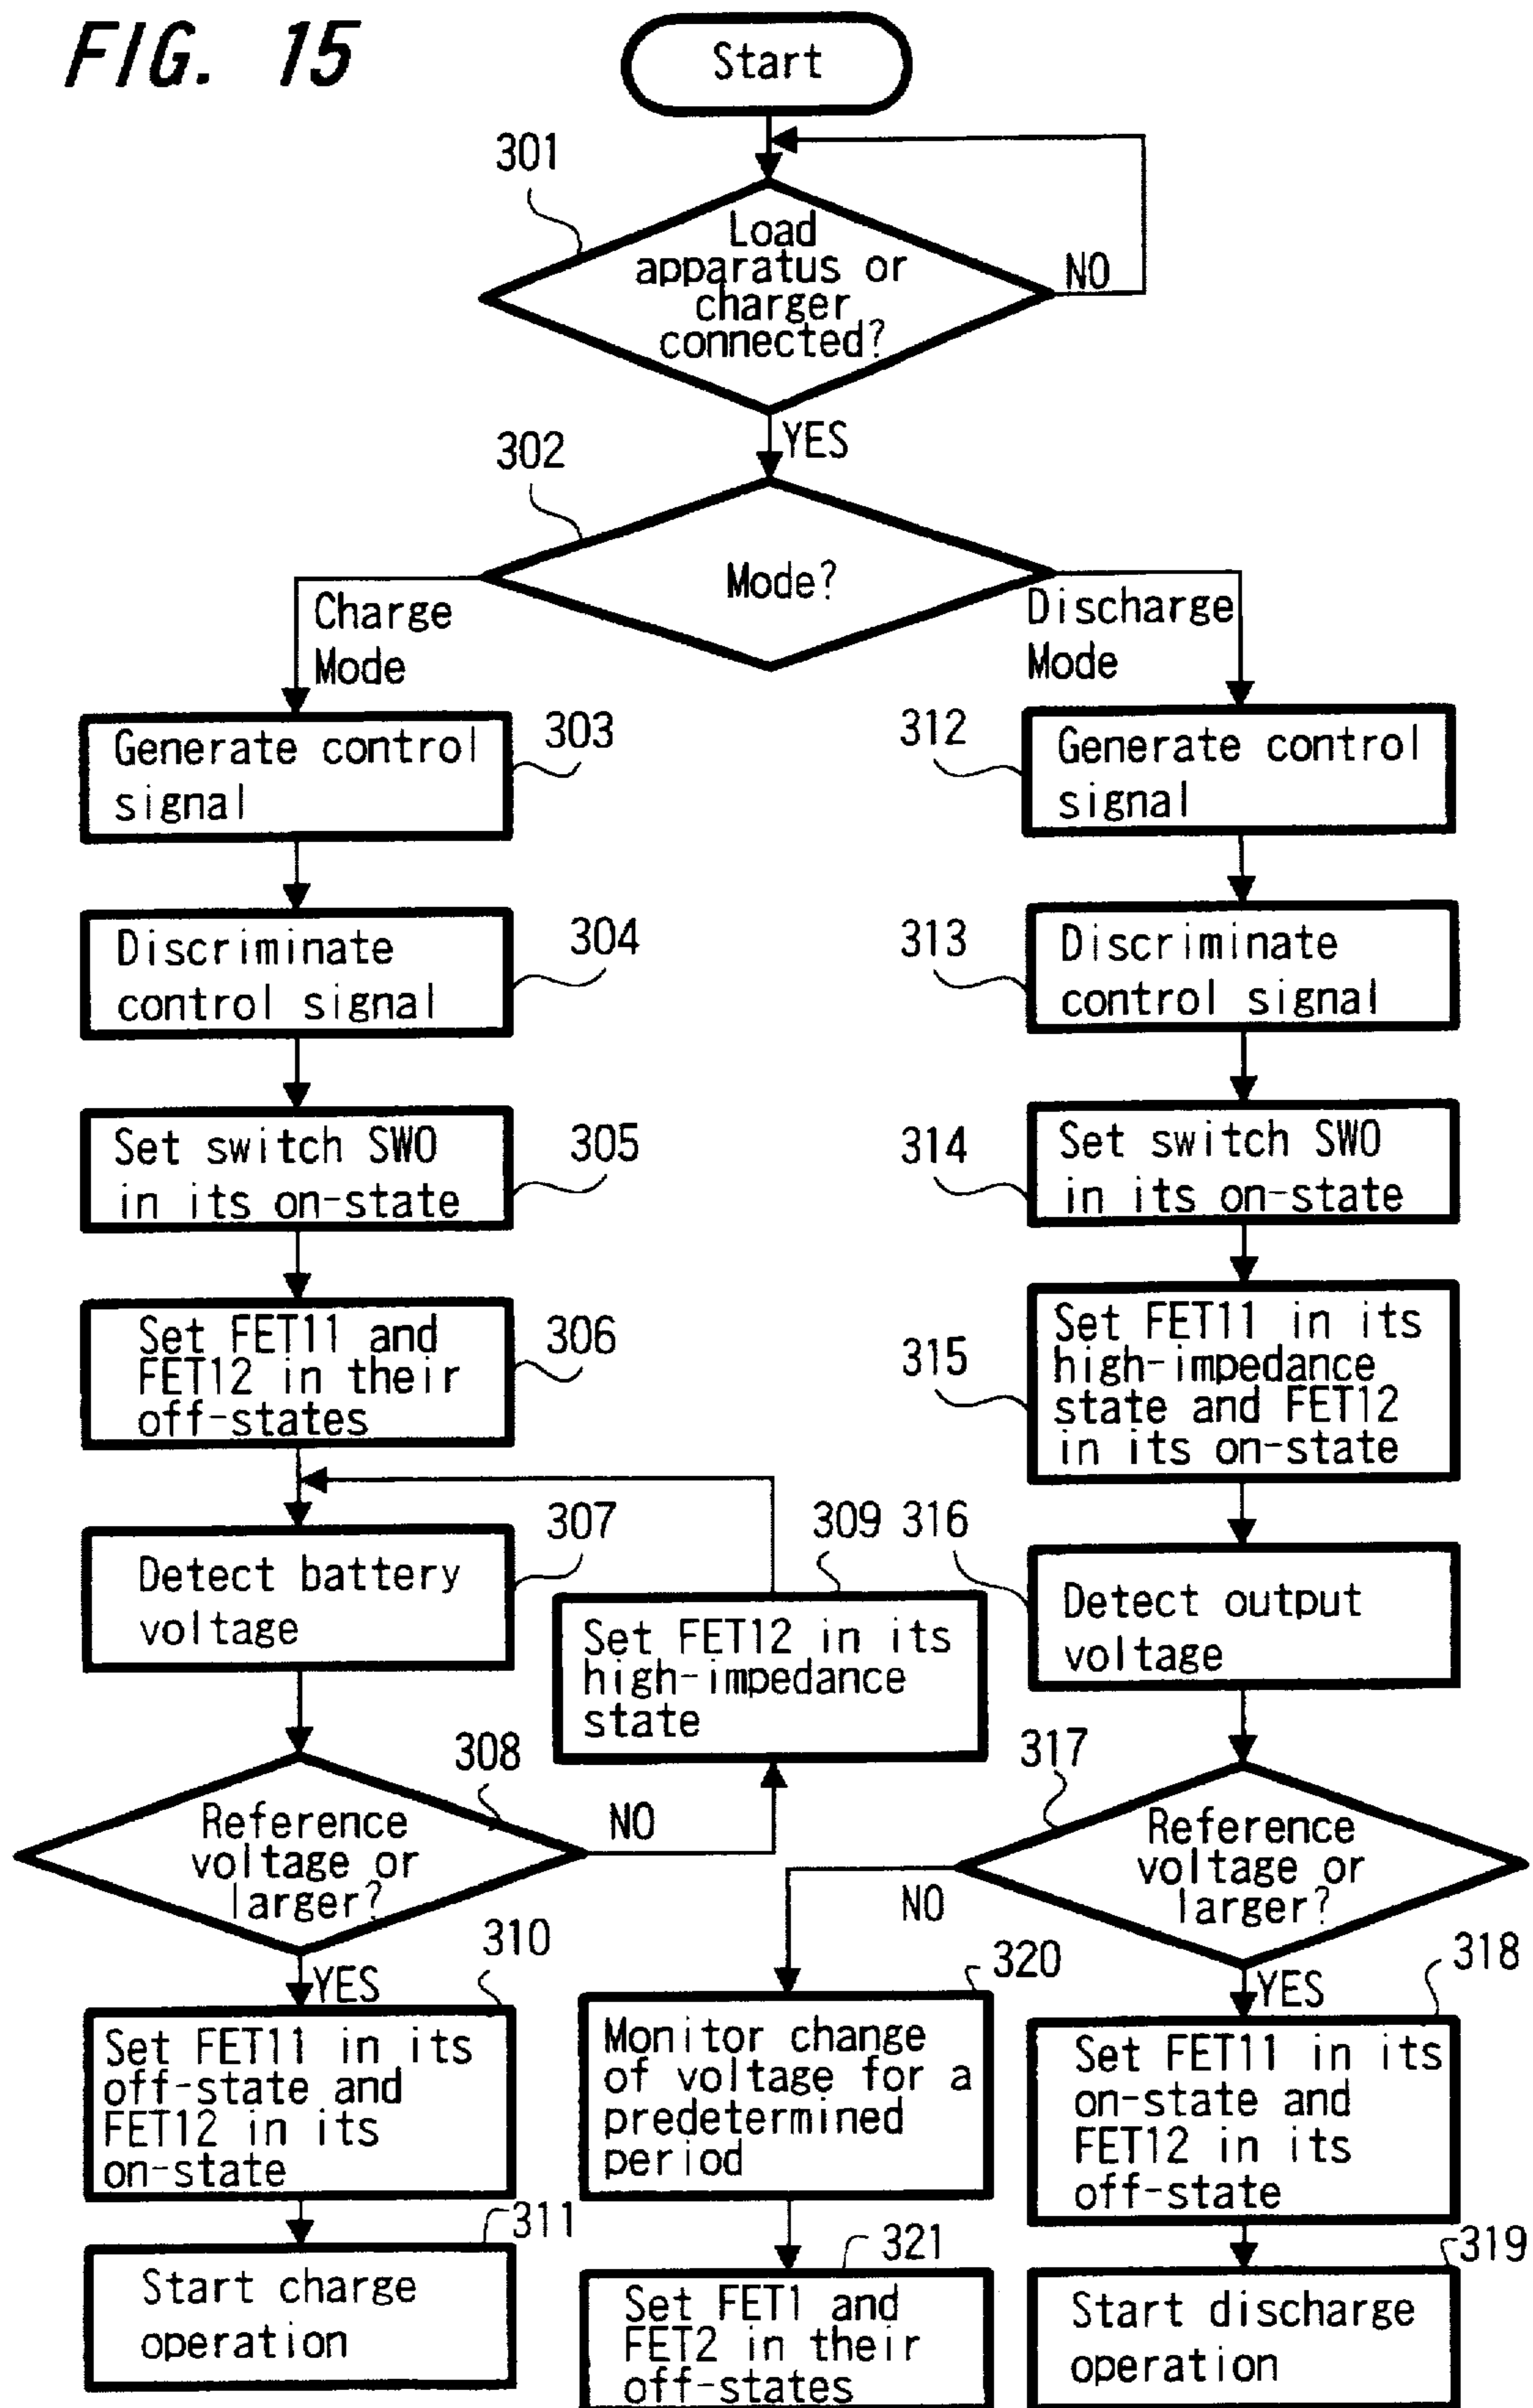 FIG. 15
Start
301
Load
apparatus or
charger
connected?
NO
YES
302
Mode?
Charge
Mode
Discharge
Mode
Generate control
signal
303
312
Generate control
signal
Discriminate
control signal
304
313
Discriminate
control signal
Set switch SW0
in its on-state
305
314
Set switch SW0
in its on-state
Set FET11 and
FET12 in their
off-states
306
315
Set FET11 in its
high-impedance
state and FET12
in its on-state
Detect battery
voltage
307
309
Set FET12 in its
high-impedance
state
316
Detect output
voltage
308
Reference
voltage or
larger?
NO
317
Reference
voltage or
larger?
NO
310
YES
Set FET11 in its
off-state and
FET12 in its
on-state
320
Monitor change
of voltage for a
predetermined
period
318
YES
Set FET11 in its
on-state and
FET12 in its
off-state
311
Start charge
operation
321
Set FET1 and
FET2 in their
off-states
319
Start discharge
operation